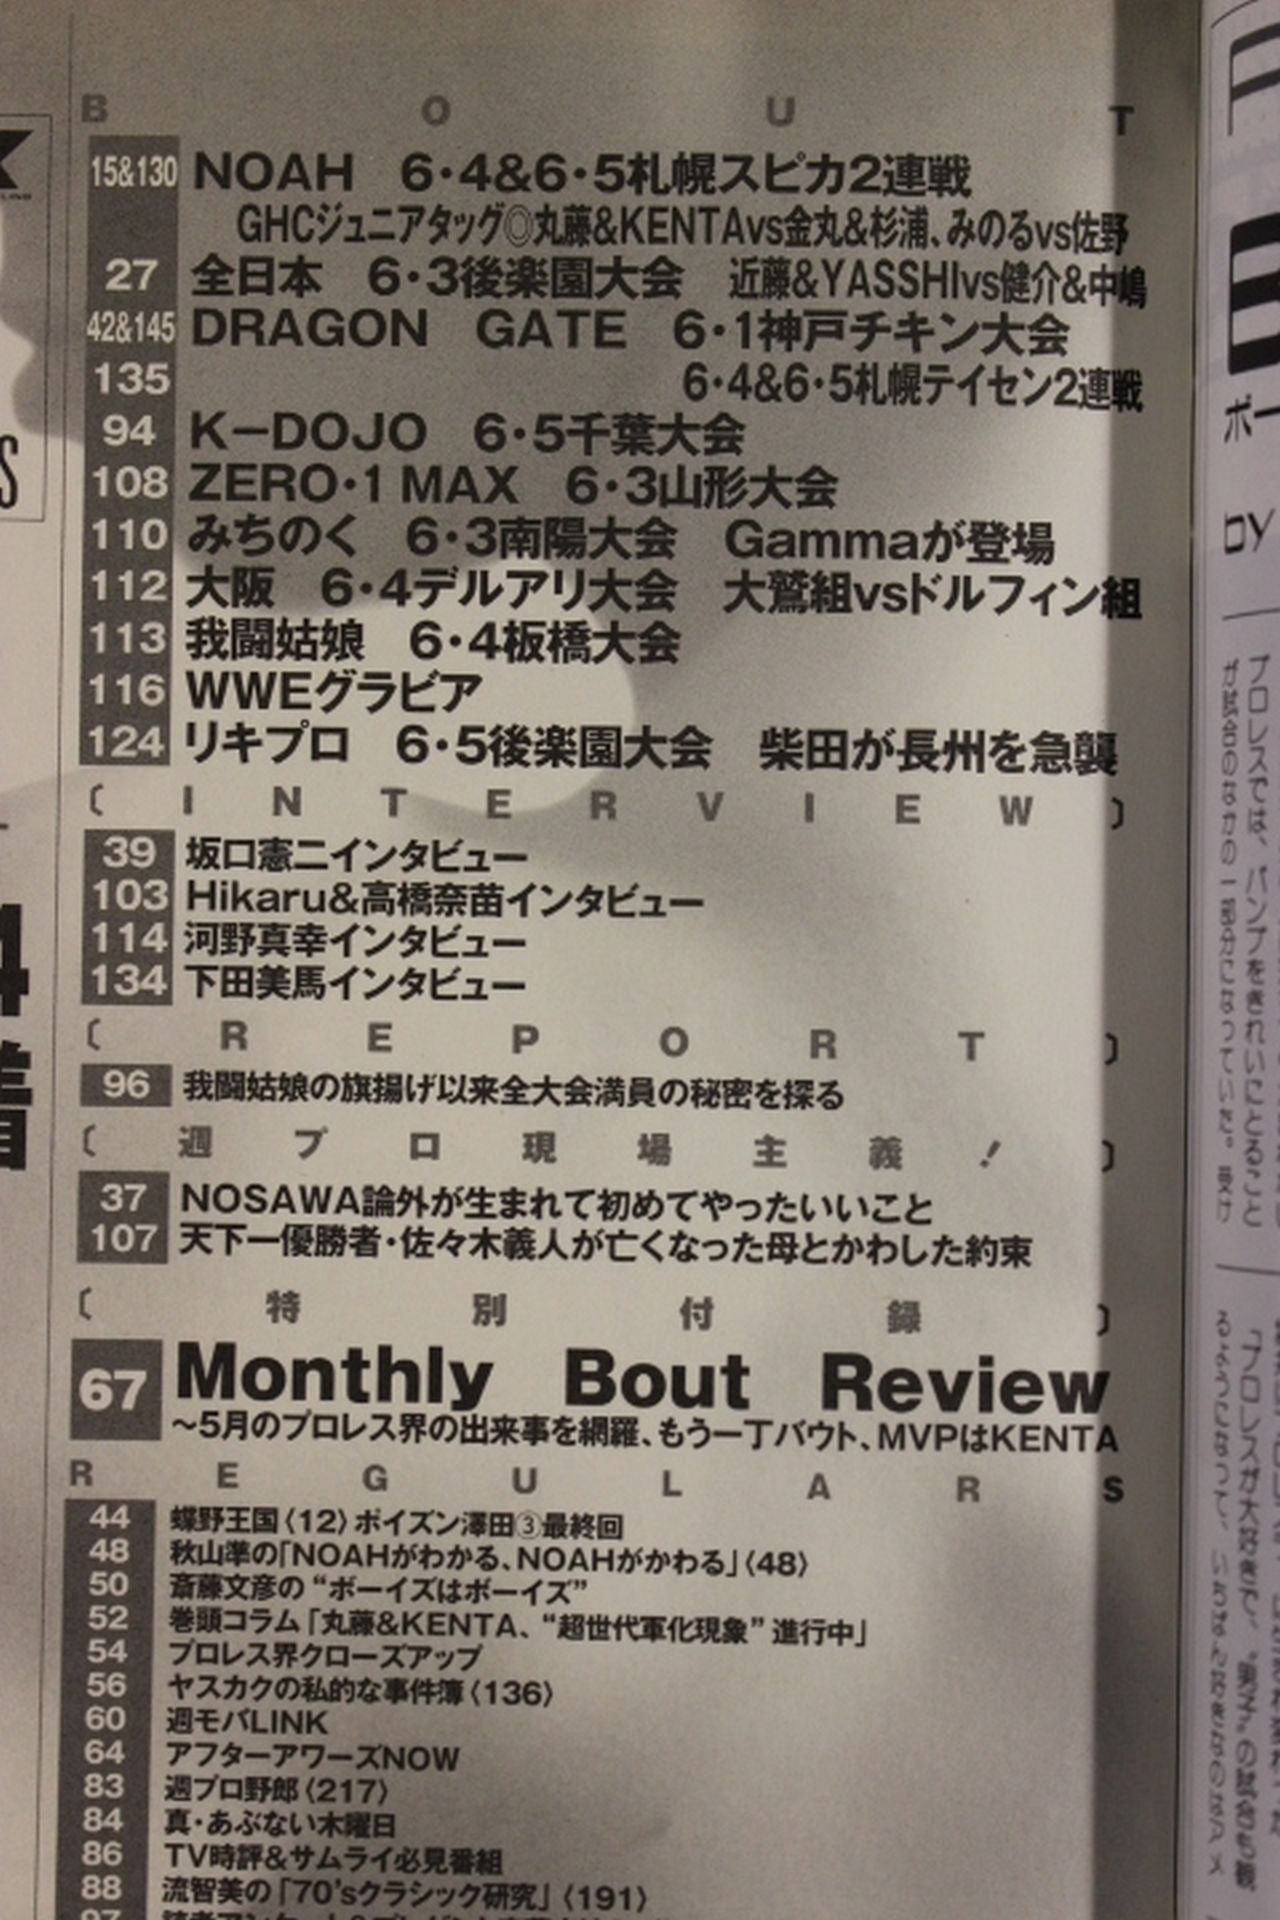 B O U T
15&130 NOAH 6・4&6・5札幌スピカ2連戦
GHCジュニアタッグ◎丸藤&KENTAvs金丸&杉浦、みのるvs佐野
27 全日本 6・3後楽園大会 近藤&YASSHIvs健介&中嶋
42&145 DRAGON GATE 6・1神戸チキン大会
135 6・4&6・5札幌テイセン2連戦
94 K－DOJO 6・5千葉大会
108 ZERO・1 MAX 6・3山形大会
110 みちのく 6・3南陽大会 Gammaが登場
112 大阪 6・4デルアリ大会 大鷲組vsドルフィン組
113 我闘姑娘 6・4板橋大会
116 WWEグラビア
124 リキプロ 6・5後楽園大会 柴田が長州を急襲
〔 I N T E R V I E W 〕
39 坂口憲二インタビュー
103 Hikaru&高橋奈苗インタビュー
114 河野真幸インタビュー
134 下田美馬インタビュー
〔 R E P O R T 〕
96 我闘姑娘の旗揚げ以来全大会満員の秘密を探る
〔 週 プ ロ 現 場 主 義 ！ 〕
37 NOSAWA論外が生まれて初めてやったいいこと
107 天下一優勝者・佐々木義人が亡くなった母とかわした約束
〔 特 別 付 録 〕
67 Monthly Bout Review
～5月のプロレス界の出来事を網羅、もう一丁バウト、MVPはKENTA
R E G U L A R S
44 蝶野王国〈12〉ポイズン澤田③最終回
48 秋山準の「NOAHがわかる、NOAHがかわる」〈48〉
50 斎藤文彦の“ボーイズはボーイズ”
52 巻頭コラム「丸藤&KENTA、“超世代軍化現象”進行中」
54 プロレス界クローズアップ
56 ヤスカクの私的な事件簿〈136〉
60 週モバLINK
64 アフターアワーズNOW
83 週プロ野郎〈217〉
84 真・あぶない木曜日
86 TV時評&サムライ必見番組
88 流智美の「70'sクラシック研究」〈191〉
97
ボー
by
プロレスでは、バンプをきれいにとること
が試合のなかの一部分になっていた。受け